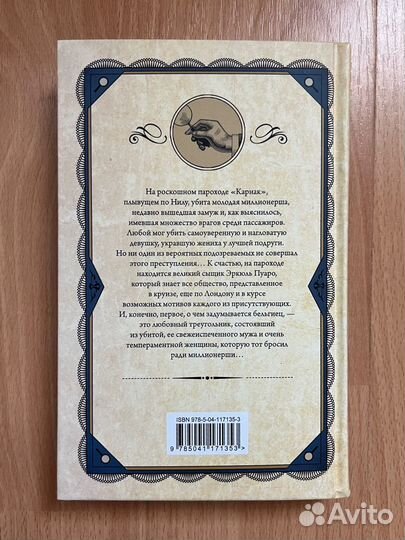 На роскошном пароходе «Карнак»,
плывущем по Нилу, убита молодая миллионерша,
недавно вышедшая замуж и, как выяснилось,
имевшая множество врагов среди пассажиров.
Любой мог убить самоуверенную и нагловатую
девушку, укравшую жениха у лучшей подруги.
Но ни один из вероятных подозреваемых не совершал
этого преступления… К счастью, на пароходе
находится великий сыщик Эркюль Пуаро,
который знает все общество, представленное
в круизе, еще по Лондону и в курсе
возможных мотивов каждого из присутствующих.
И, конечно, первое, о чем задумывается бельгиец, —
это любовный треугольник, состоявший
из убитой, ее свежеиспеченного мужа и очень
темпераментной женщины, которую тот бросил
ради миллионерши…
ISBN 978-5-04-117135-3
9 785041 171353 >
Avito